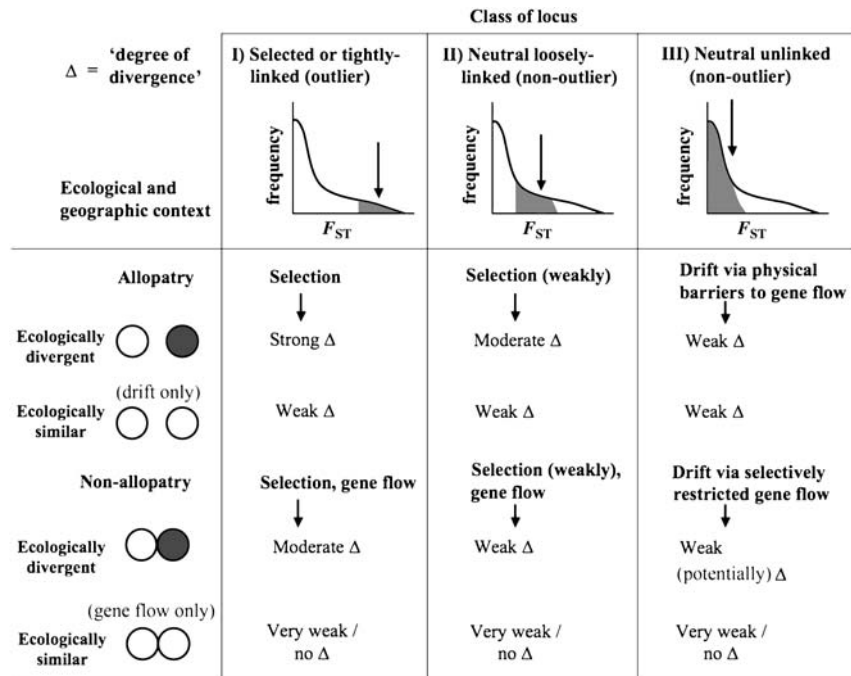 Class of locus
Δ = 'degree of
divergence'
I) Selected or tightly-
linked (outlier)
II) Neutral loosely-
linked (non-outlier)
III) Neutral unlinked
(non-outlier)
Ecological and
geographic context
frequency
F_ST
frequency
F_ST
frequency
F_ST
Allopatry
Selection
Selection (weakly)
Drift via physical
barriers to gene flow
Ecologically
divergent
Strong Δ
Moderate Δ
Weak Δ
(drift only)
Ecologically
similar
Weak Δ
Weak Δ
Weak Δ
Non-allopatry
Selection, gene flow
Selection (weakly),
gene flow
Drift via selectively
restricted gene flow
Ecologically
divergent
Moderate Δ
Weak Δ
Weak
(potentially) Δ
(gene flow only)
Ecologically
similar
Very weak /
no Δ
Very weak /
no Δ
Very weak /
no Δ